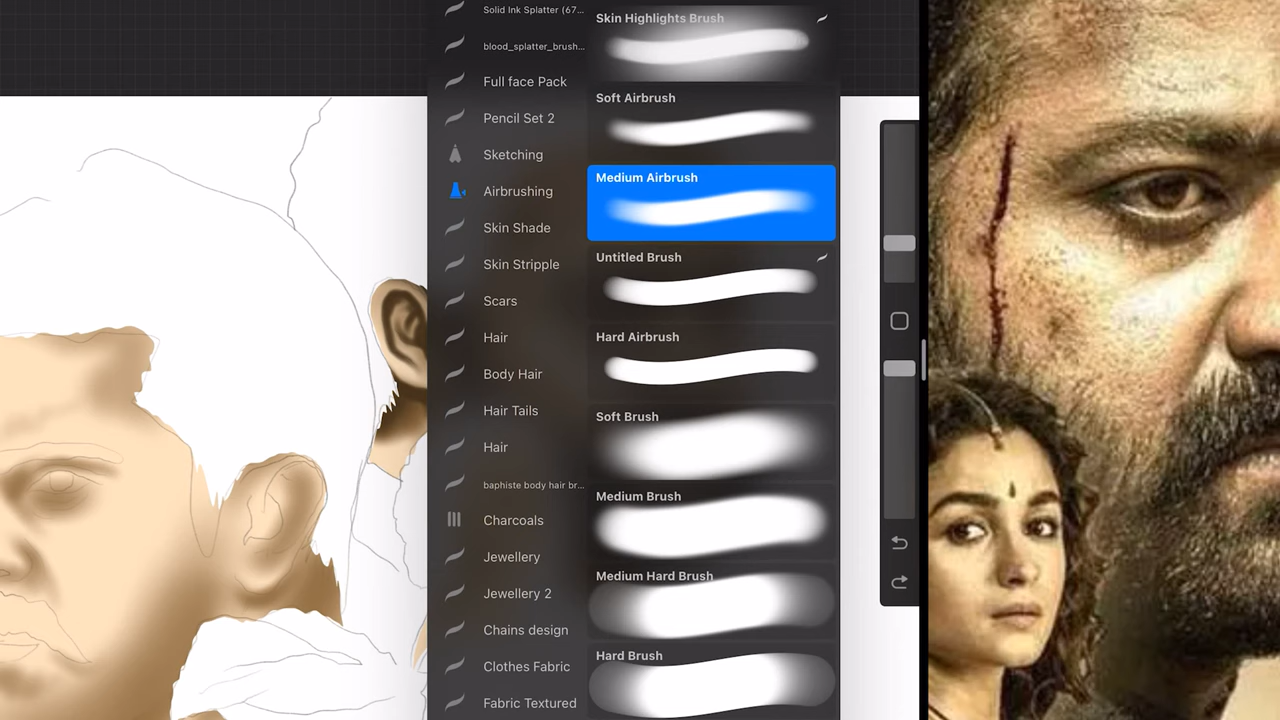 Solid Ink Splatter (67...
blood_splatter_brush...
Full face Pack
Pencil Set 2
Sketching
Airbrushing
Skin Shade
Skin Stripple
Scars
Hair
Body Hair
Hair Tails
Hair
baphiste body hair br...
Charcoals
Jewellery
Jewellery 2
Chains design
Clothes Fabric
Fabric Textured
Skin Highlights Brush
Soft Airbrush
Medium Airbrush
Untitled Brush
Hard Airbrush
Soft Brush
Medium Brush
Medium Hard Brush
Hard Brush